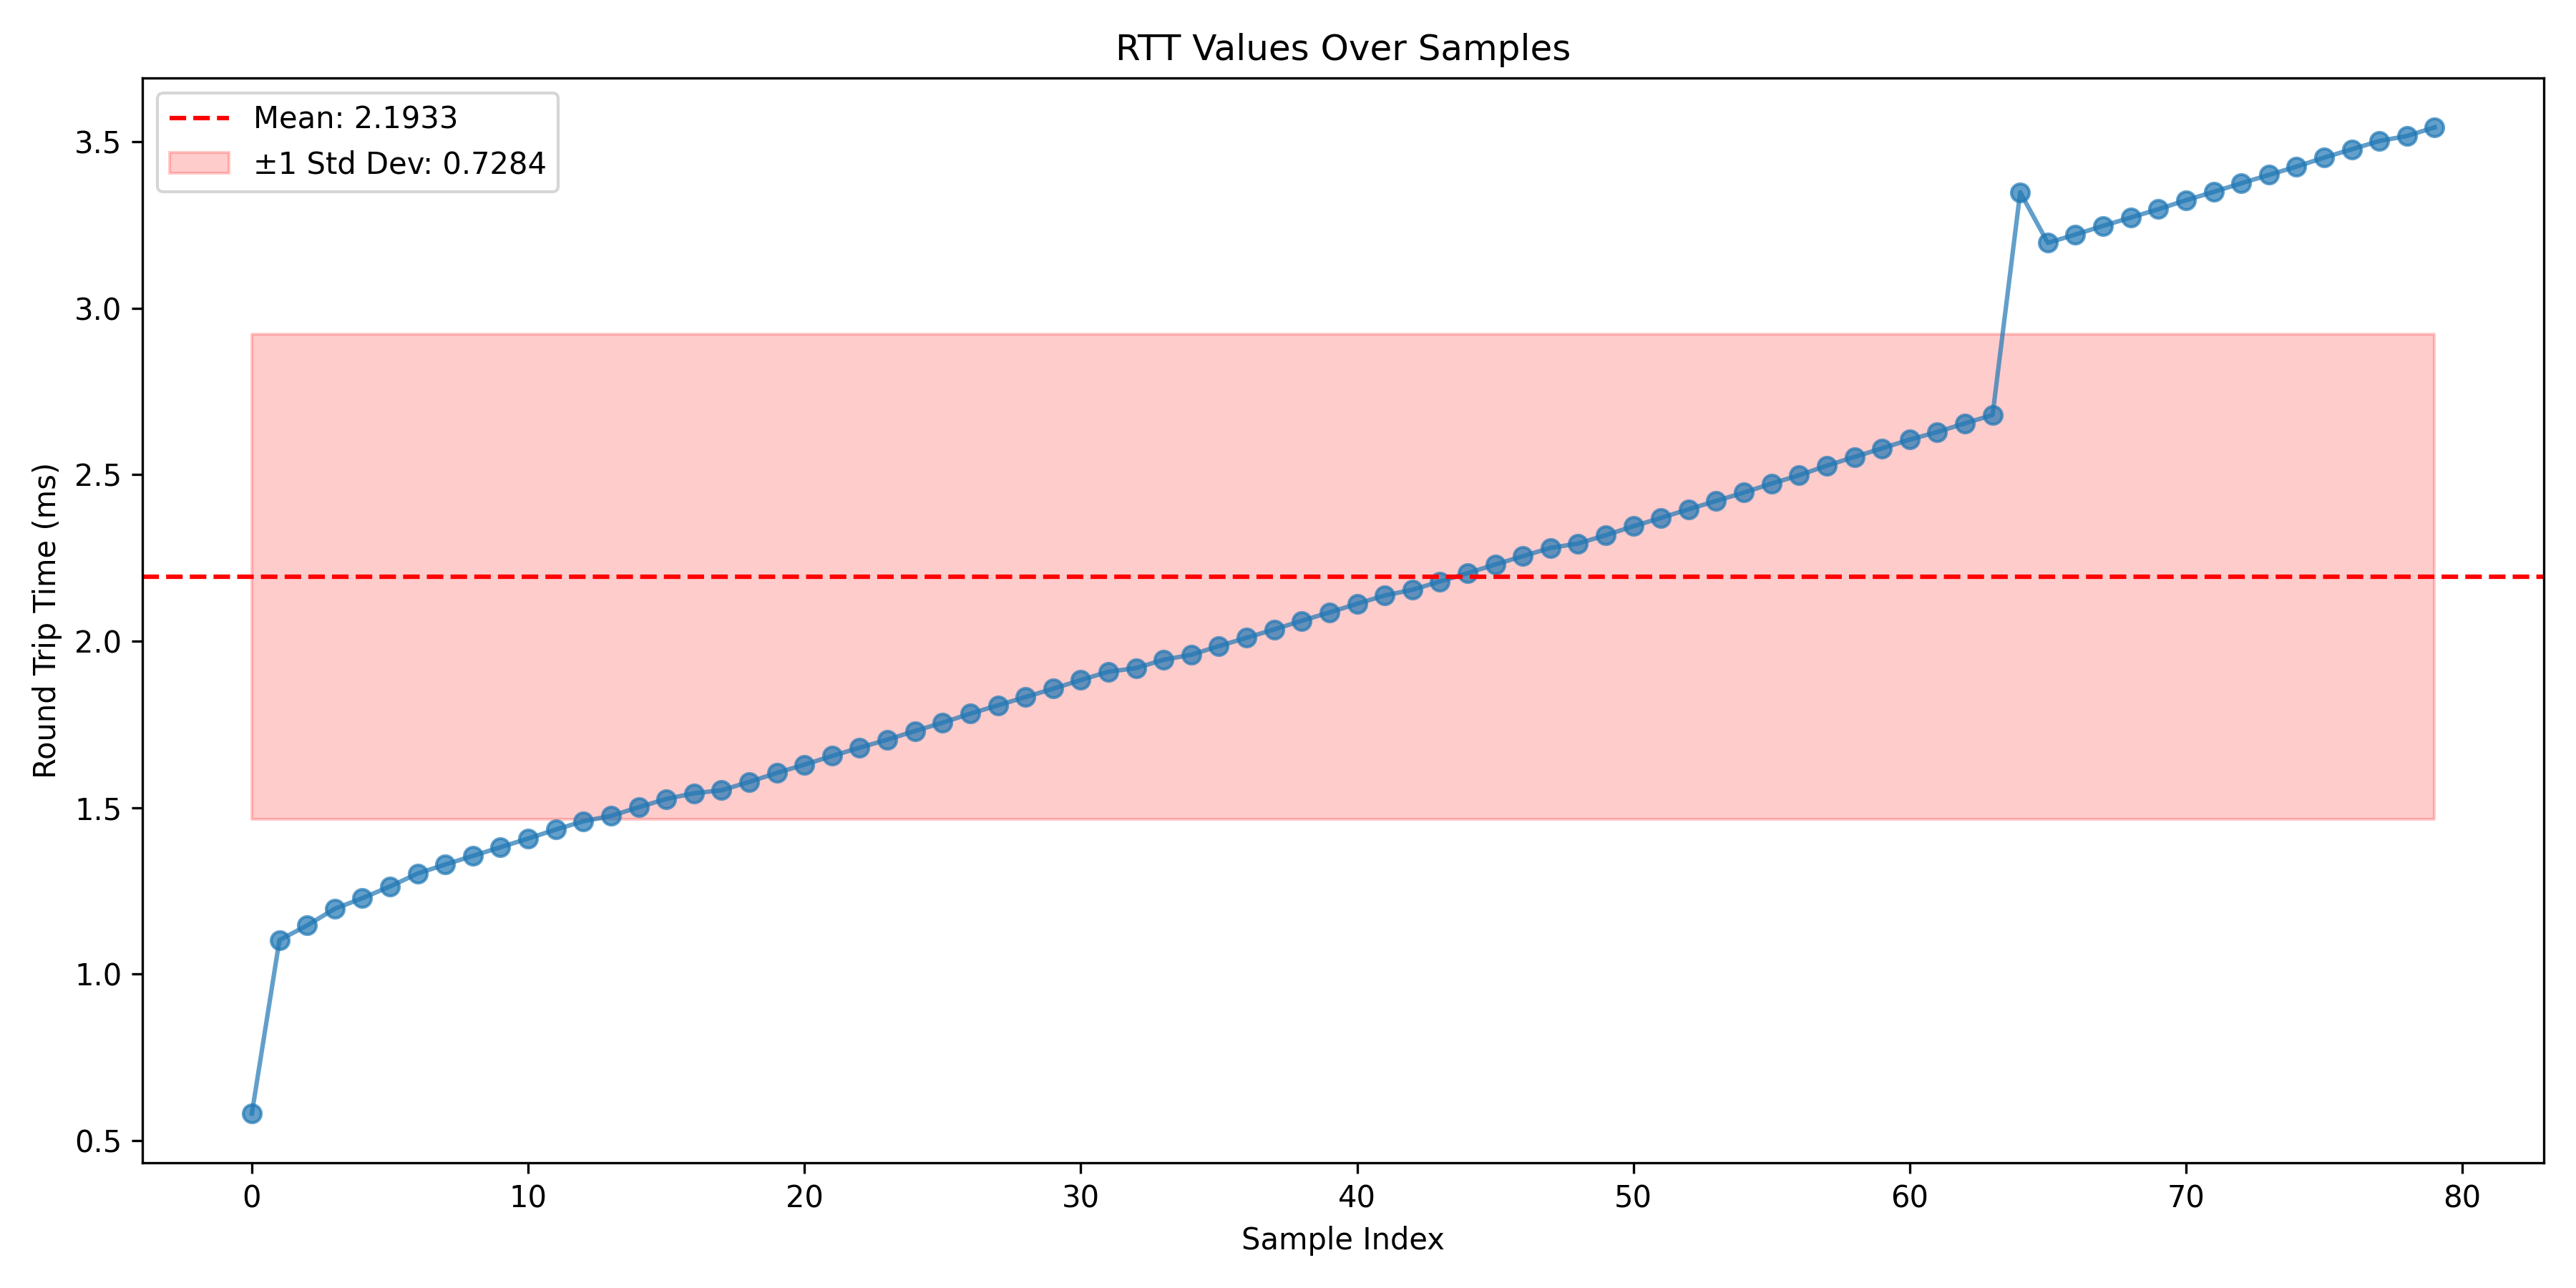 RTT Values Over Samples
Mean: 2.1933
±1 Std Dev: 0.7284
Round Trip Time (ms)
3.5
3.0
2.5
2.0
1.5
1.0
0.5
0 10 20 30 40 50 60 70 80
Sample Index